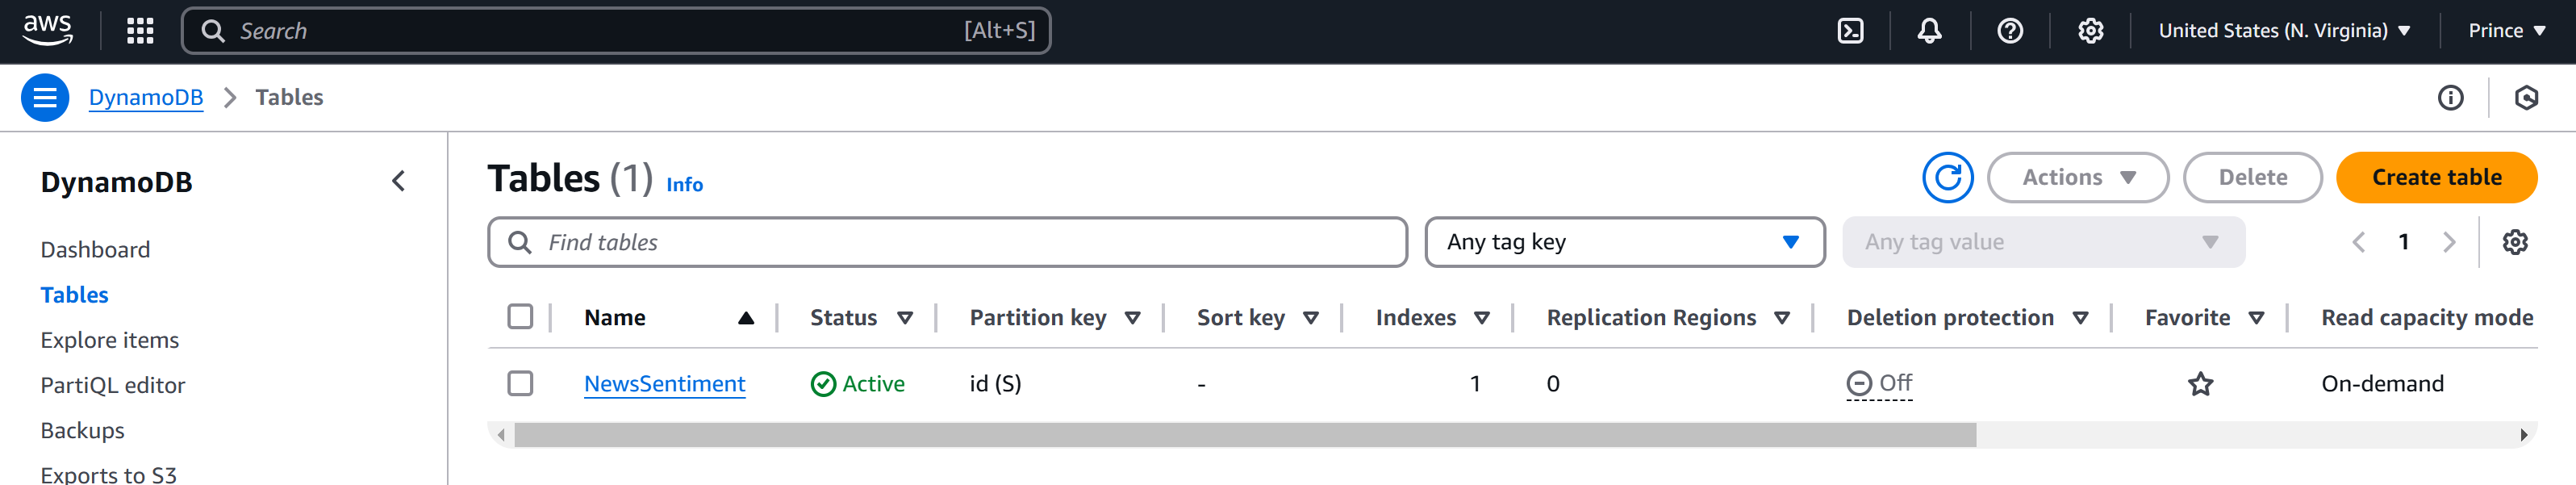 aws
Search [Alt+S]
United States (N. Virginia)
Prince
DynamoDB
Tables
DynamoDB
Dashboard
Tables
Explore items
PartiQL editor
Backups
Exports to S3
Tables (1) Info
Actions
Delete
Create table
Find tables
Any tag key
Any tag value
1
Name Status Partition key Sort key Indexes Replication Regions Deletion protection Favorite Read capacity mode
NewsSentiment Active id (S) - 1 0 Off On-demand